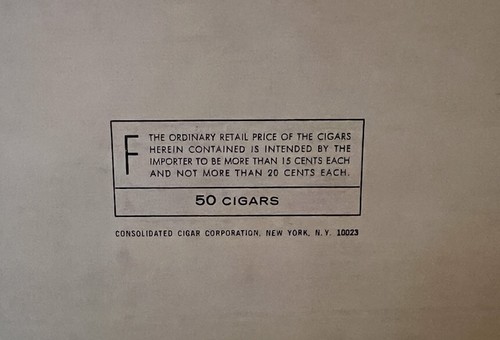 F THE ORDINARY RETAIL PRICE OF THE CIGARS
HEREIN CONTAINED IS INTENDED BY THE
IMPORTER TO BE MORE THAN 15 CENTS EACH
AND NOT MORE THAN 20 CENTS EACH.
50 CIGARS
CONSOLIDATED CIGAR CORPORATION, NEW YORK, N.Y. 10023